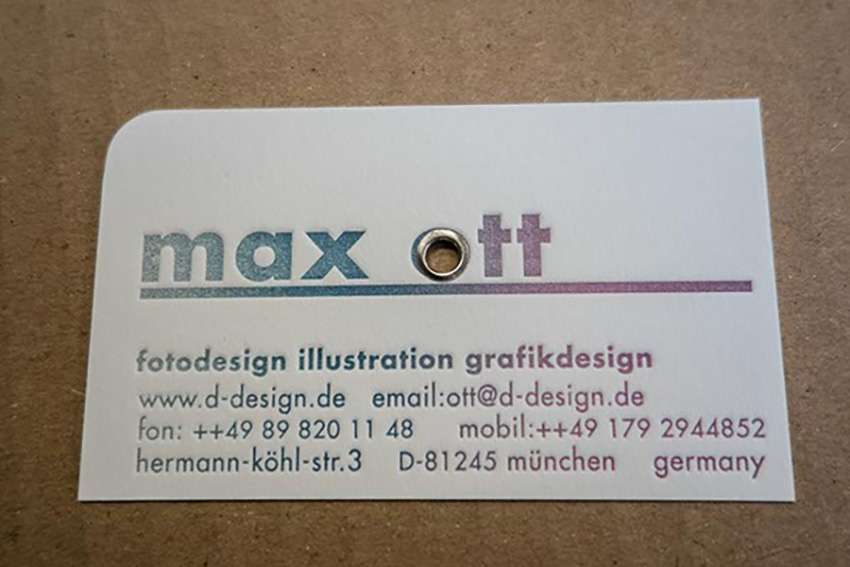 max ott
fotodesign illustration grafikdesign
www.d-design.de email:ott@d-design.de
fon: ++49 89 820 11 48 mobil:++49 179 2944852
hermann-köhl-str.3 D-81245 münchen germany